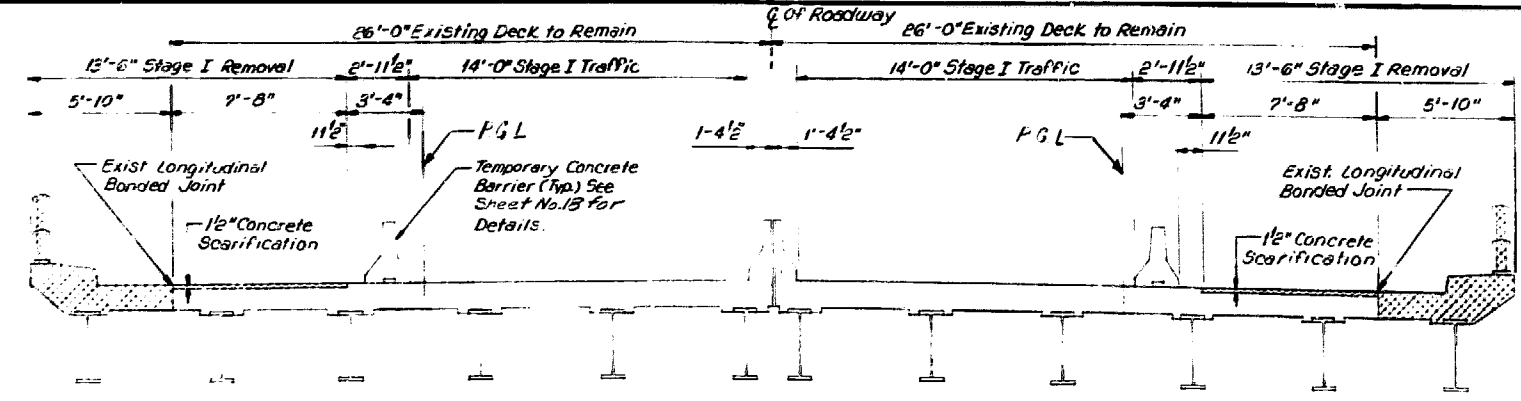 ℄ Of Roadway
26'-0" Existing Deck to Remain
26'-0" Existing Deck to Remain
13'-6" Stage I Removal
2'-11½"
14'-0" Stage I Traffic
14'-0" Stage I Traffic
2'-11½"
13'-6" Stage I Removal
5'-10"
7'-8"
3'-4"
3'-4"
7'-8"
5'-10"
11½"
P.G.L
1'-4½"
1'-4½"
P.G.L
11½"
Exist. Longitudinal
Bonded Joint
Temporary Concrete
Barrier (Typ.) See
Sheet No.13 for
Details.
Exist. Longitudinal
Bonded Joint
1½" Concrete
Scarification
1½" Concrete
Scarification